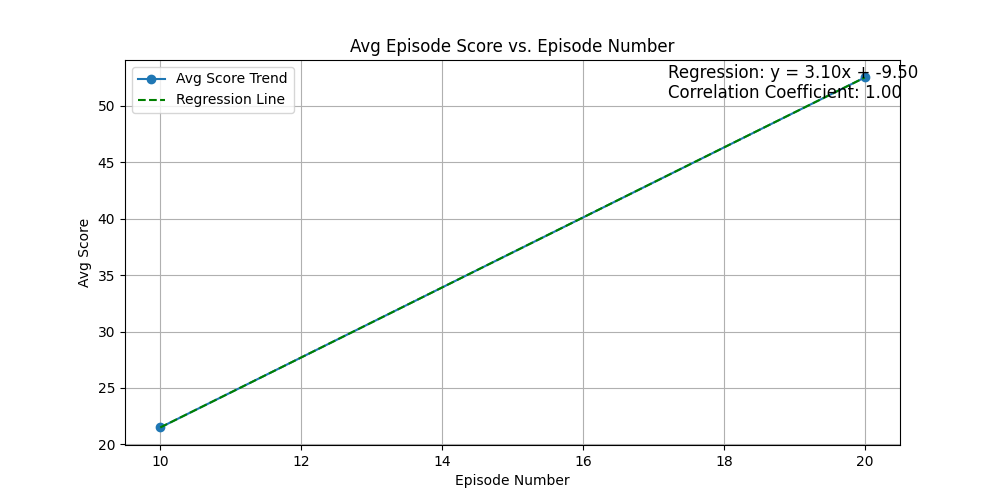 Avg Episode Score vs. Episode Number
Avg Score Trend
Regression Line
Regression: y = 3.10x + -9.50
Correlation Coefficient: 1.00
Avg Score
50
45
40
35
30
25
20
10
12
14
16
18
20
Episode Number